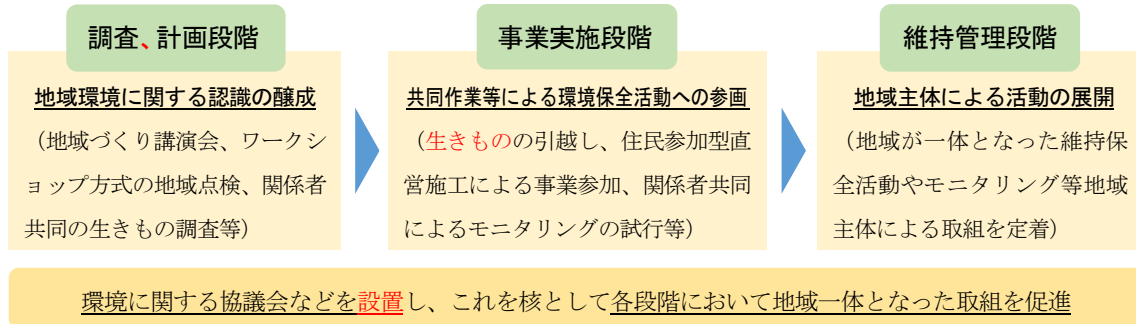 調査、計画段階
地域環境に関する認識の醸成
（地域づくり講演会、ワークシ
ョップ方式の地域点検、関係者
共同の生きもの調査等）
事業実施段階
共同作業等による環境保全活動への参画
（生きものの引越し、住民参加型直
営施工による事業参加、関係者共同
によるモニタリングの試行等）
維持管理段階
地域主体による活動の展開
（地域が一体となった維持保
全活動やモニタリング等地域
主体による取組を定着）
環境に関する協議会などを設置し、これを核として各段階において地域一体となった取組を促進